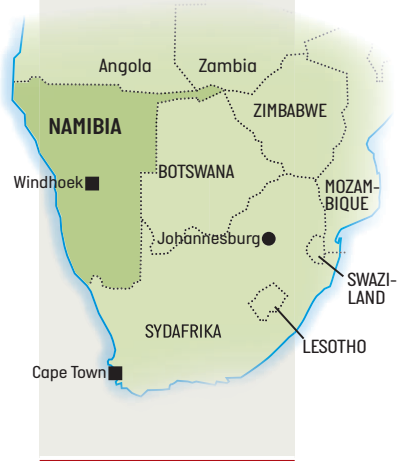 Angola
Zambia
ZIMBABWE
NAMIBIA
BOTSWANA
Windhoek
MOZAM-
BIQUE
Johannesburg
SWAZI-
LAND
SYDAFRIKA
LESOTHO
Cape Town